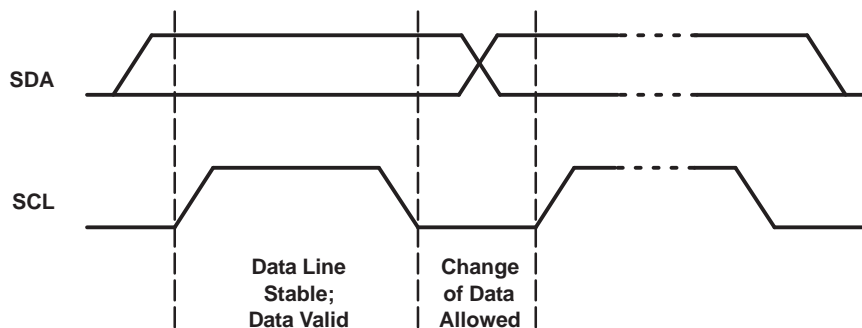 SDA
SCL
Data Line
Stable;
Data Valid
Change
of Data
Allowed